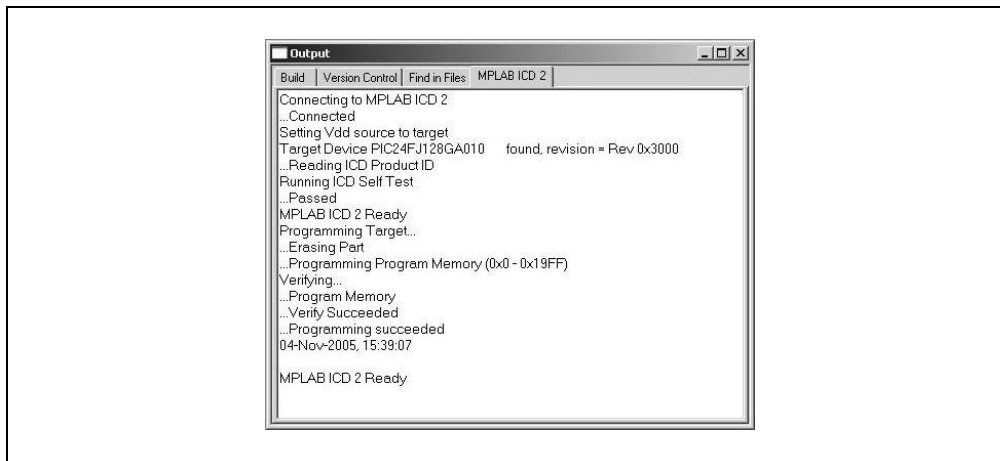 Output
Build Version Control Find in Files MPLAB ICD 2
Connecting to MPLAB ICD 2
...Connected
Setting Vdd source to target
Target Device PIC24FJ128GA010 found, revision = Rev 0x3000
...Reading ICD Product ID
Running ICD Self Test
...Passed
MPLAB ICD 2 Ready
Programming Target...
...Erasing Part
...Programming Program Memory (0x0 - 0x19FF)
Verifying...
...Program Memory
...Verify Succeeded
...Programming succeeded
04-Nov-2005, 15:39:07
MPLAB ICD 2 Ready